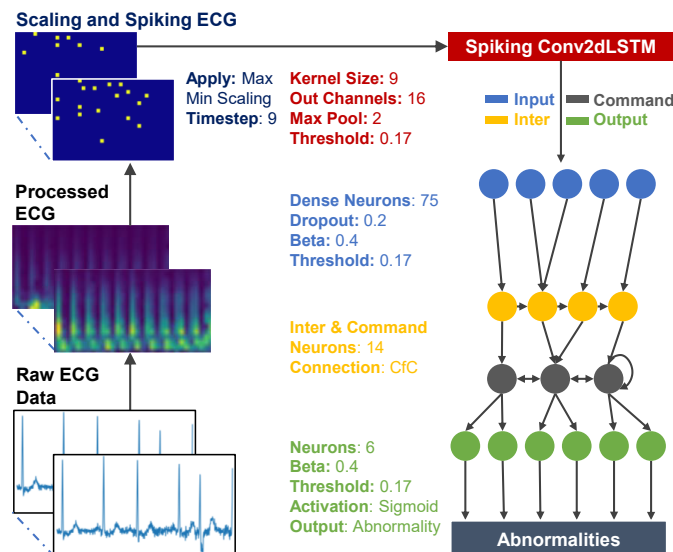 Scaling and Spiking ECG
Spiking Conv2dLSTM
Apply: Max
Min Scaling
Timestep: 9
Kernel Size: 9
Out Channels: 16
Max Pool: 2
Threshold: 0.17
Input
Command
Inter
Output
Processed
ECG
Dense Neurons: 75
Dropout: 0.2
Beta: 0.4
Threshold: 0.17
Inter & Command
Neurons: 14
Connection: CfC
Raw ECG
Data
Neurons: 6
Beta: 0.4
Threshold: 0.17
Activation: Sigmoid
Output: Abnormality
Abnormalities